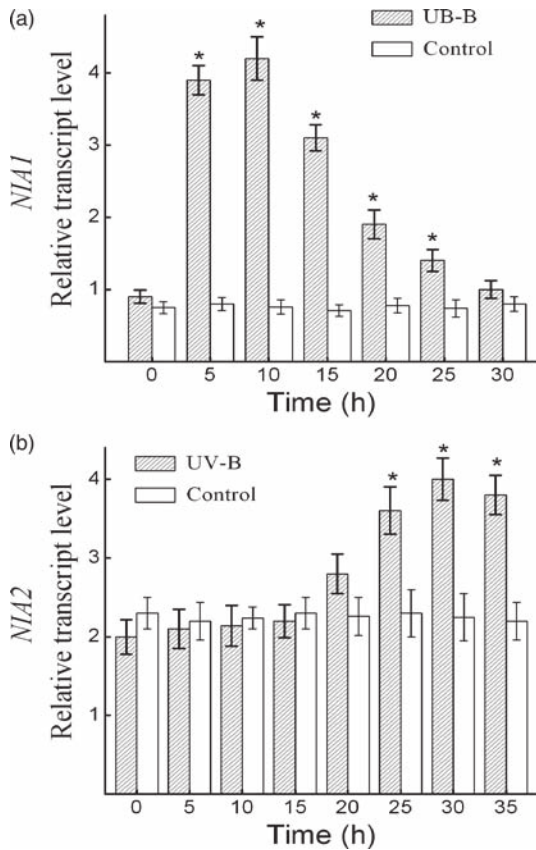 (a)
UB-B
Control
4
3
2
1
NIA1
Relative transcript level
0 5 10 15 20 25 30
Time (h)
* * * * *
(b)
UV-B
Control
4
3
2
1
NIA2
Relative transcript level
0 5 10 15 20 25 30 35
Time (h)
* * *